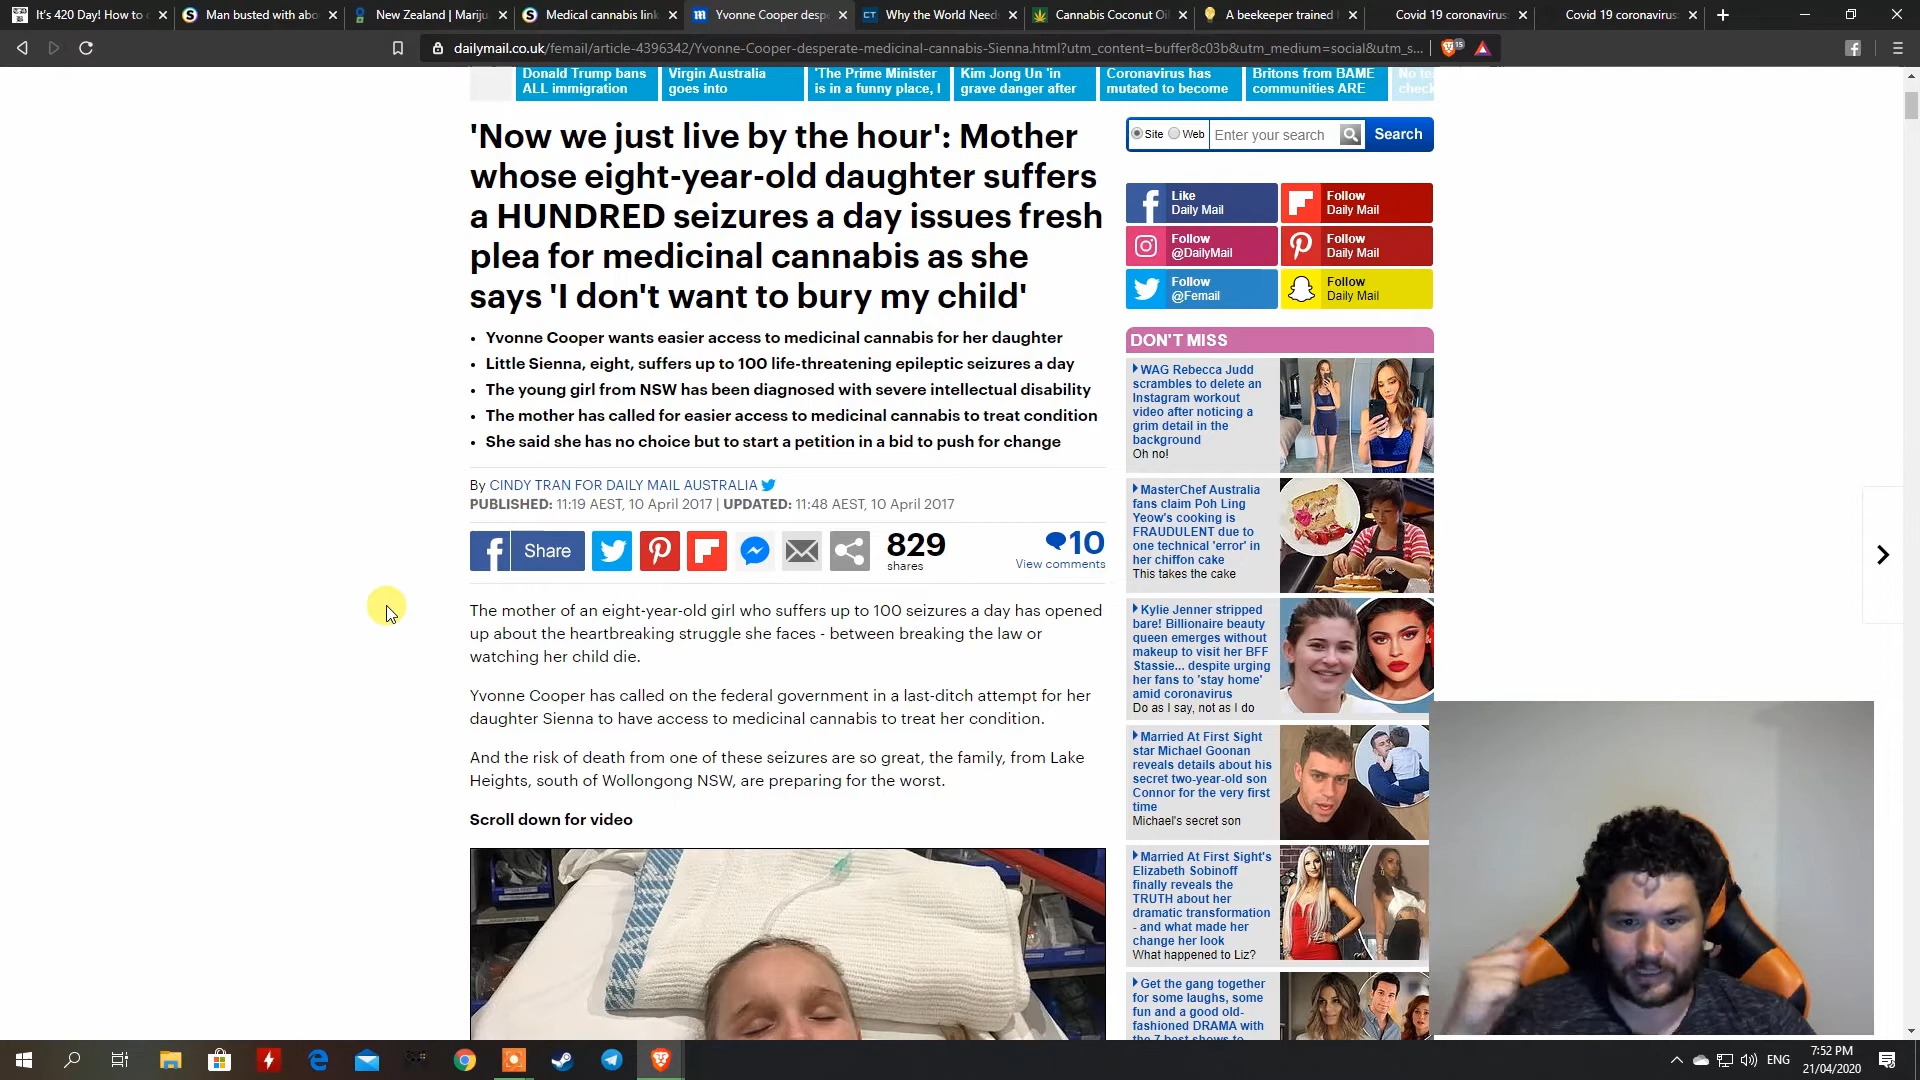 It's 420 Day! How to c
Man busted with abo
New Zealand | Mariju
Medical cannabis link
Yvonne Cooper despe
Why the World Need
Cannabis Coconut Oil
A beekeeper trained
Covid 19 coronavirus
Covid 19 coronavirus
dailymail.co.uk/femail/article-4396342/Yvonne-Cooper-desperate-medicinal-cannabis-Sienna.html?utm_content=buffer8c03b&utm_medium=social&utm_s...
15
Donald Trump bans
ALL immigration
Virgin Australia
goes into
'The Prime Minister
is in a funny place, I
Kim Jong Un 'in
grave danger after
Coronavirus has
mutated to become
Britons from BAME
communities ARE
'Now we just live by the hour': Mother
whose eight-year-old daughter suffers
a HUNDRED seizures a day issues fresh
plea for medicinal cannabis as she
says 'I don't want to bury my child'
• Yvonne Cooper wants easier access to medicinal cannabis for her daughter
• Little Sienna, eight, suffers up to 100 life-threatening epileptic seizures a day
• The young girl from NSW has been diagnosed with severe intellectual disability
• The mother has called for easier access to medicinal cannabis to treat condition
• She said she has no choice but to start a petition in a bid to push for change
By CINDY TRAN FOR DAILY MAIL AUSTRALIA
PUBLISHED: 11:19 AEST, 10 April 2017 | UPDATED: 11:48 AEST, 10 April 2017
Share
829
shares
10
View comments
The mother of an eight-year-old girl who suffers up to 100 seizures a day has opened
up about the heartbreaking struggle she faces - between breaking the law or
watching her child die.
Yvonne Cooper has called on the federal government in a last-ditch attempt for her
daughter Sienna to have access to medicinal cannabis to treat her condition.
And the risk of death from one of these seizures are so great, the family, from Lake
Heights, south of Wollongong NSW, are preparing for the worst.
Scroll down for video
Site Web Enter your search Search
Like
Daily Mail
Follow
Daily Mail
Follow
@DailyMail
Follow
Daily Mail
Follow
@Femail
Follow
Daily Mail
DON'T MISS
WAG Rebecca Judd
scrambles to delete an
Instagram workout
video after noticing a
grim detail in the
background
Oh no!
MasterChef Australia
fans claim Poh Ling
Yeow's cooking is
FRAUDULENT due to
one technical 'error' in
her chiffon cake
This takes the cake
Kylie Jenner stripped
bare! Billionaire beauty
queen emerges without
makeup to visit her BFF
Stassie... despite urging
her fans to 'stay home'
amid coronavirus
Do as I say, not as I do
Married At First Sight
star Michael Goonan
reveals details about his
secret two-year-old son
Connor for the very first
time
Michael's secret son
Married At First Sight's
Elizabeth Sobinoff
finally reveals the
TRUTH about her
dramatic transformation
- and what made her
change her look
What happened to Liz?
Get the gang together
for some laughs, some
fun and a good old-
fashioned DRAMA with
the 7 best shows to
ENG
7:52 PM
21/04/2020